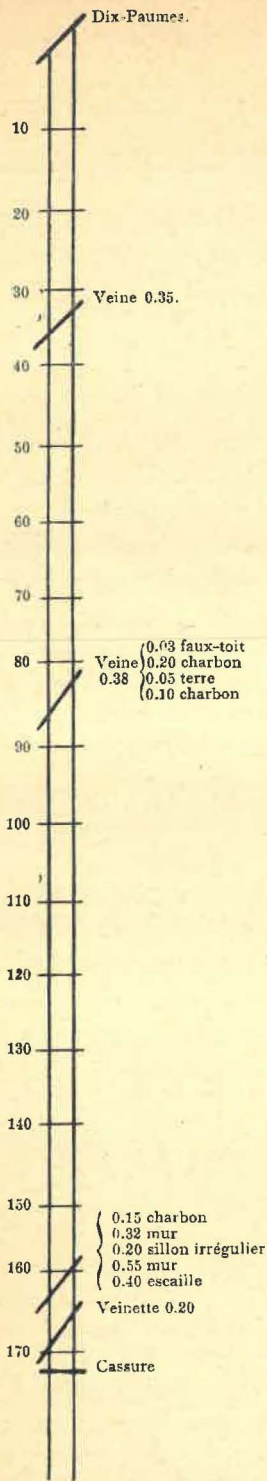 Dix-Paumes.
10
20
30
Veine 0.35.
40
50
60
70
80
Veine 0.38
0.03 faux-toit
0.20 charbon
0.05 terre
0.10 charbon
90
100
110
120
130
140
150
0.15 charbon
0.32 mur
0.20 sillon irrégulier
0.55 mur
0.40 escaille
160
Veinette 0.20
170
Cassure